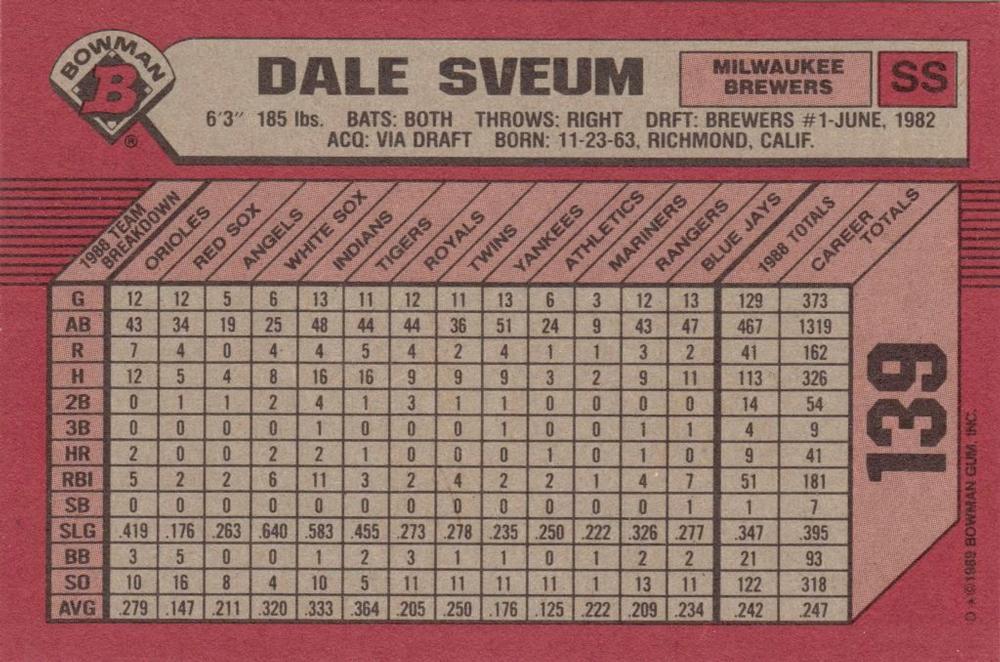 BOWMAN
B
®
DALE SVEUM
MILWAUKEE
BREWERS
SS
6'3" 185 lbs. BATS: BOTH THROWS: RIGHT DRFT: BREWERS #1-JUNE, 1982
ACQ: VIA DRAFT BORN: 11-23-63, RICHMOND, CALIF.
1988 TEAM BREAKDOWN ORIOLES RED SOX ANGELS WHITE SOX INDIANS TIGERS ROYALS TWINS YANKEES ATHLETICS MARINERS RANGERS BLUE JAYS 1988 TOTALS CAREER TOTALS
G 12 12 5 6 13 11 12 11 13 6 3 12 13 129 373
AB 43 34 19 25 48 44 44 36 51 24 9 43 47 467 1319
R 7 4 0 4 4 5 4 2 4 1 1 3 2 41 162
H 12 5 4 8 16 16 9 9 9 3 2 9 11 113 326
2B 0 1 1 2 4 1 3 1 1 0 0 0 0 14 54
3B 0 0 0 0 1 0 0 0 1 0 0 1 1 4 9
HR 2 0 0 2 2 1 0 0 0 1 0 1 0 9 41
RBI 5 2 2 6 11 3 2 4 2 2 1 4 7 51 181
SB 0 0 0 0 0 0 0 0 0 0 0 0 1 1 7
SLG .419 .176 .263 .640 .583 .455 .273 .278 .235 .250 .222 .326 .277 .347 .395
BB 3 5 0 0 1 2 3 1 1 0 1 2 2 21 93
SO 10 16 8 4 10 5 11 11 11 11 1 13 11 122 318
AVG .279 .147 .211 .320 .333 .364 .205 .250 .176 .125 .222 .209 .234 .242 .247
139
D ★ © 1989 BOWMAN GUM, INC.